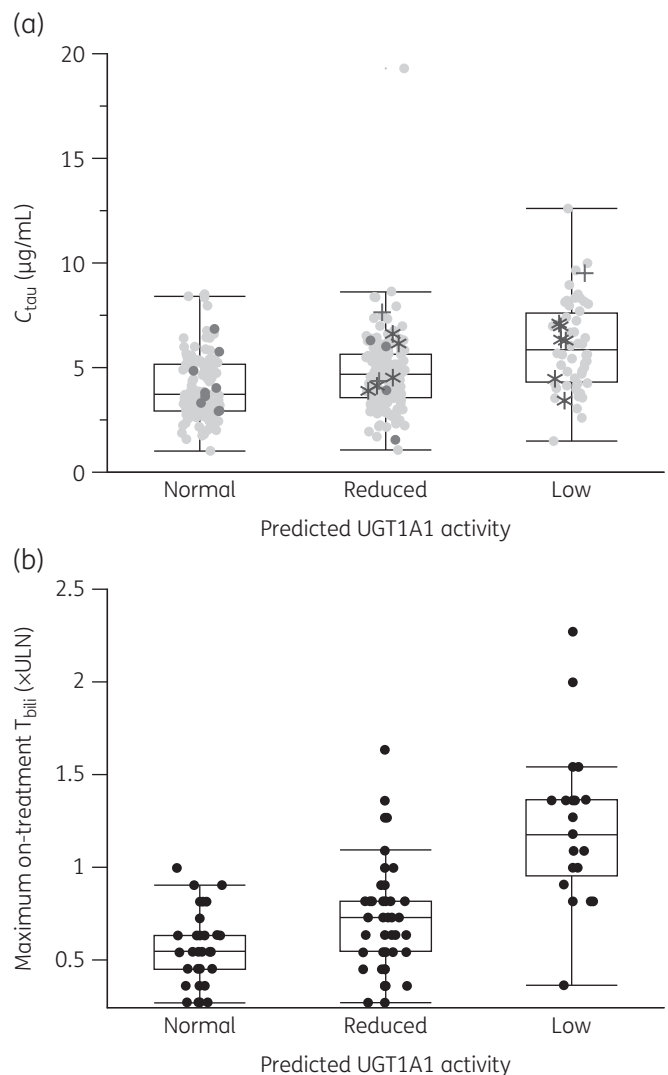 (a)
20
15
10
5
0
C_tau (µg/mL)
Normal Reduced Low
Predicted UGT1A1 activity
(b)
2.5
2
1.5
1
0.5
Maximum on-treatment T_bili (×ULN)
Normal Reduced Low
Predicted UGT1A1 activity